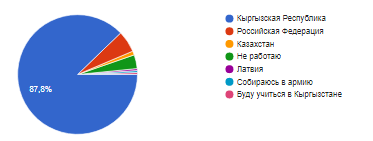 87,8%
Кыргызская Республика
Российская Федерация
Казахстан
Не работаю
Латвия
Собираюсь в армию
Буду учиться в Кыргызстане